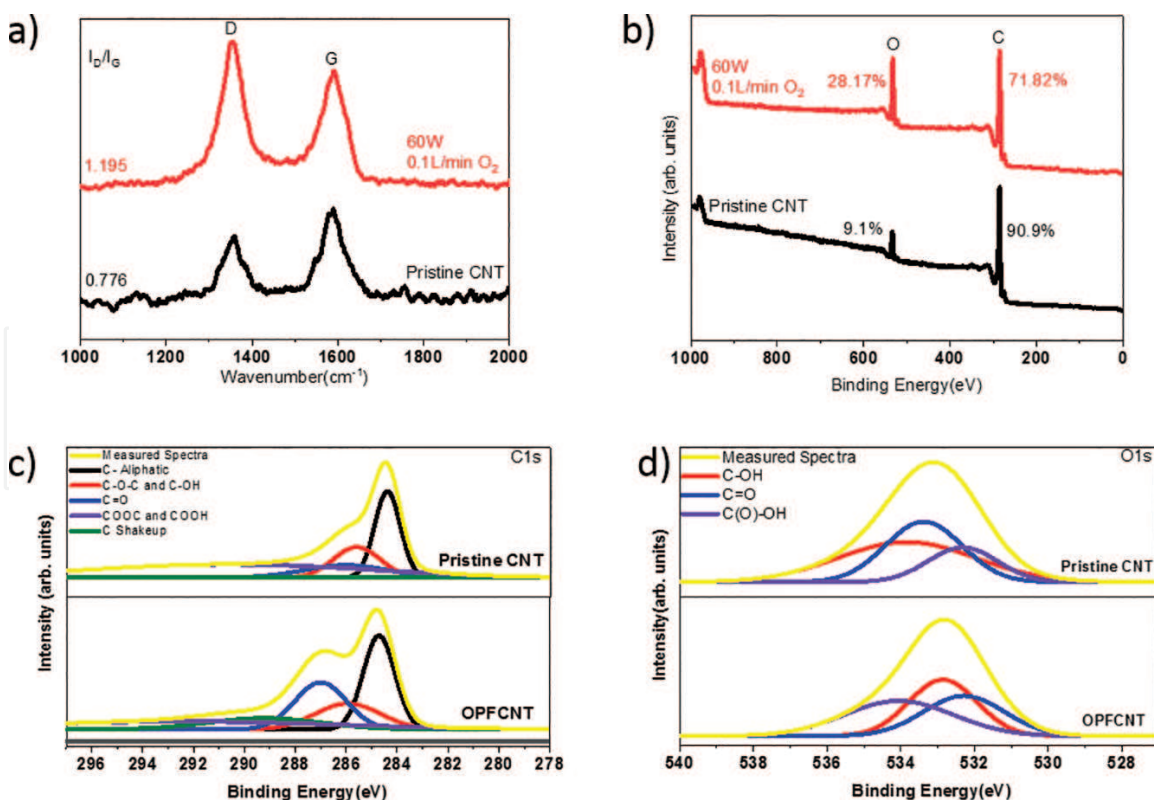 a)
I_D/I_G
D
G
1.195
60W
0.1L/min O₂
0.776
Pristine CNT
1000 1200 1400 1600 1800 2000
Wavenumber(cm⁻¹)
b)
Intensity (arb. units)
O
C
60W
0.1L/min O₂
28.17%
71.82%
Pristine CNT
9.1%
90.9%
1000 800 600 400 200 0
Binding Energy(eV)
c)
Intensity (arb. units)
Measured Spectra
C- Aliphatic
C-O-C and C-OH
C=O
COOC and COOH
C Shakeup
C1s
Pristine CNT
OPFCNT
296 294 292 290 288 286 284 282 280 278
Binding Energy(eV)
d)
Intensity(arb. units)
Measured Spectra
C-OH
C=O
C(O)-OH
O1s
Pristine CNT
OPFCNT
540 538 536 534 532 530 528
Binding Energy(eV)